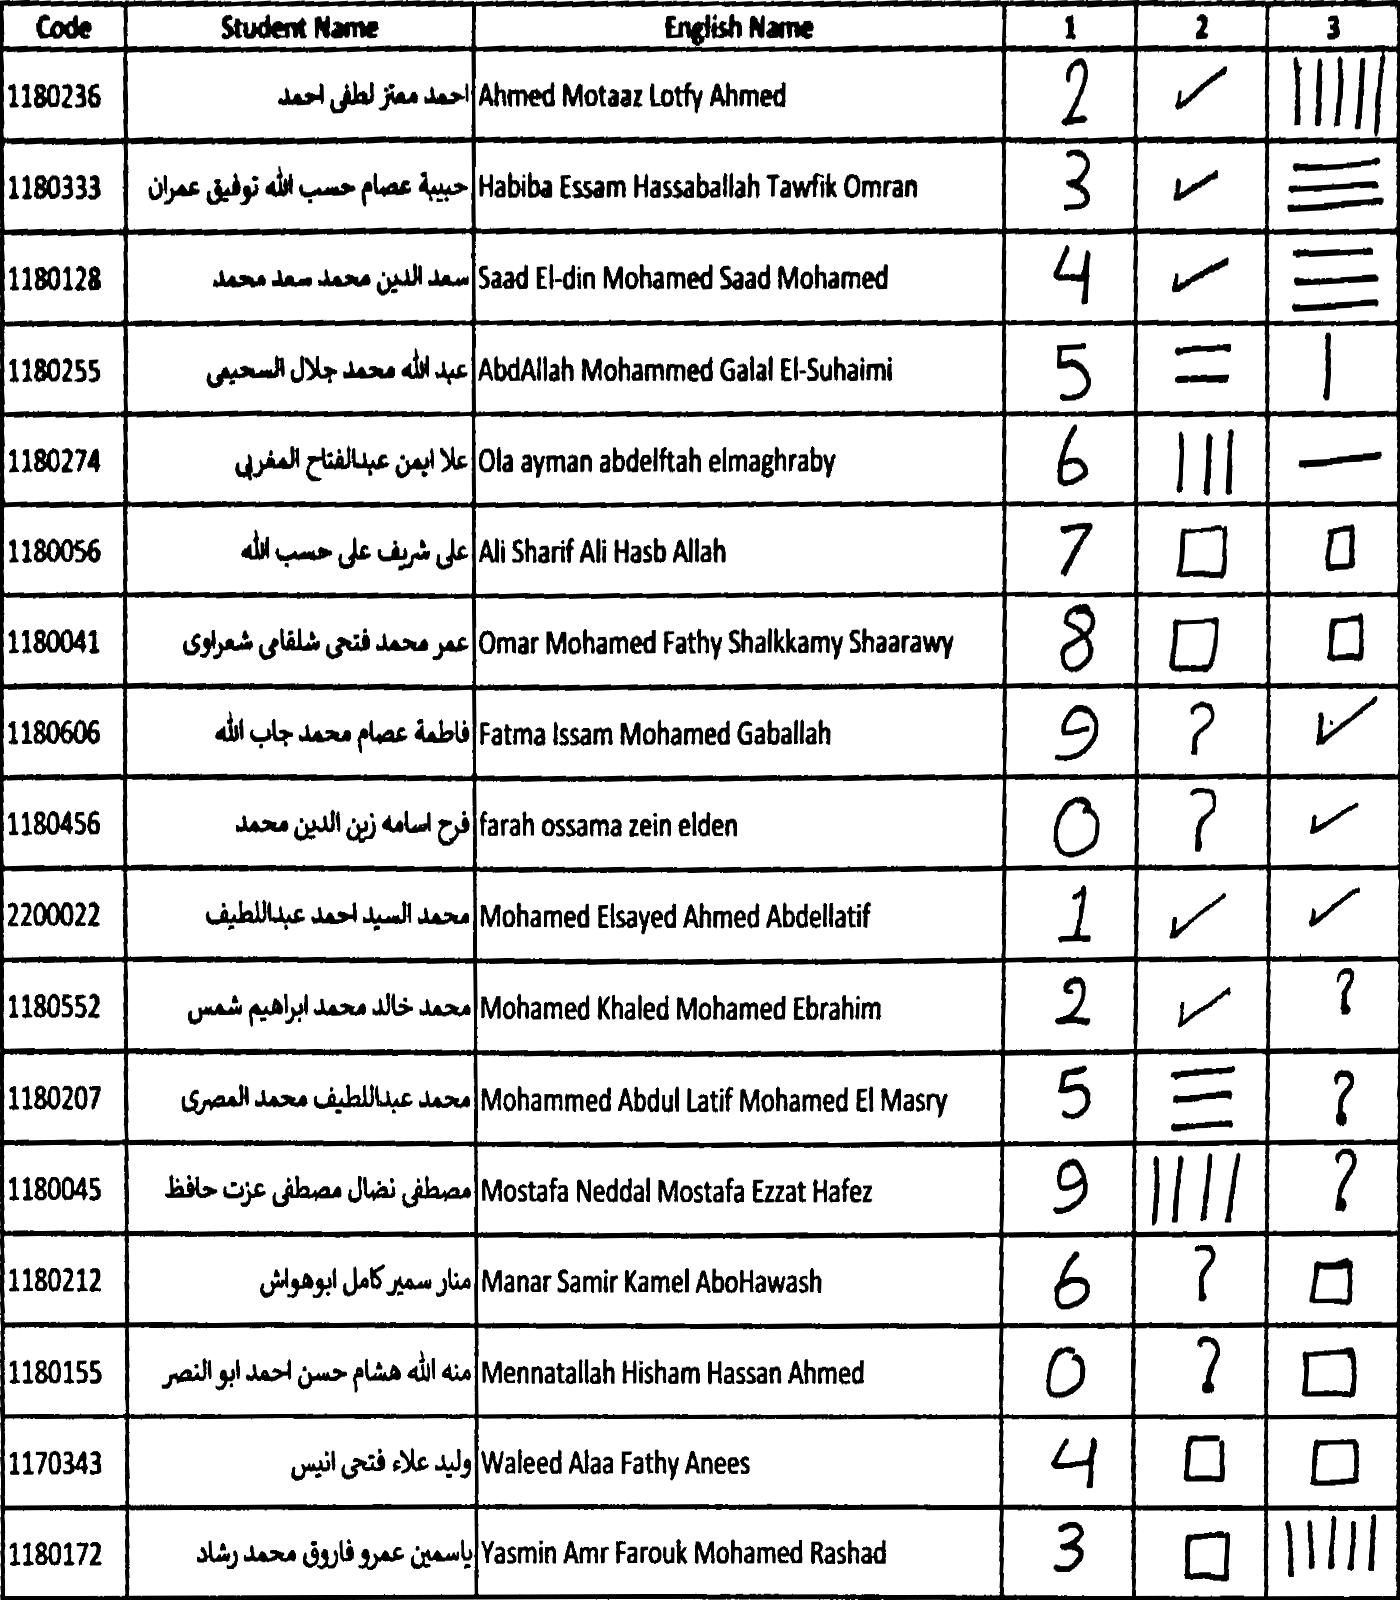 Code Student Name English Name 1 2 3
1180236 احمد معتز لطفى احمد Ahmed Motaaz Lotfy Ahmed 2 ✓ |||||
1180333 حبيبة عصام حسب الله توفيق عمران Habiba Essam Hassaballah Tawfik Omran 3 ✓ ☰
1180128 سعد الدين محمد سعد محمد Saad El-din Mohamed Saad Mohamed 4 ✓ ☰
1180255 عبد الله محمد جلال السحيمى AbdAllah Mohammed Galal El-Suhaimi 5 = |
1180274 علا ايمن عبدالفتاح المغربى Ola ayman abdelftah elmaghraby 6 ||| —
1180056 على شريف على حسب الله Ali Sharif Ali Hasb Allah 7 □ □
1180041 عمر محمد فتحى شلقامى شعراوى Omar Mohamed Fathy Shalkkamy Shaarawy 8 □ □
1180606 فاطمة عصام محمد جاب الله Fatma Issam Mohamed Gaballah 9 ? ✓
1180456 فرح اسامه زين الدين محمد farah ossama zein elden 0 ? ✓
2200022 محمد السيد احمد عبداللطيف Mohamed Elsayed Ahmed Abdellatif 1 ✓ ✓
1180552 محمد خالد محمد ابراهيم شمس Mohamed Khaled Mohamed Ebrahim 2 ✓ ?
1180207 محمد عبداللطيف محمد المصرى Mohammed Abdul Latif Mohamed El Masry 5 ☰ ?
1180045 مصطفى نضال مصطفى عزت حافظ Mostafa Neddal Mostafa Ezzat Hafez 9 |||| ?
1180212 منار سمير كامل ابوهواش Manar Samir Kamel AboHawash 6 ? □
1180155 منه الله هشام حسن احمد ابو النصر Mennatallah Hisham Hassan Ahmed 0 ? □
1170343 وليد علاء فتحى انيس Waleed Alaa Fathy Anees 4 □ □
1180172 ياسمين عمرو فاروق محمد رشاد Yasmin Amr Farouk Mohamed Rashad 3 □ |||||